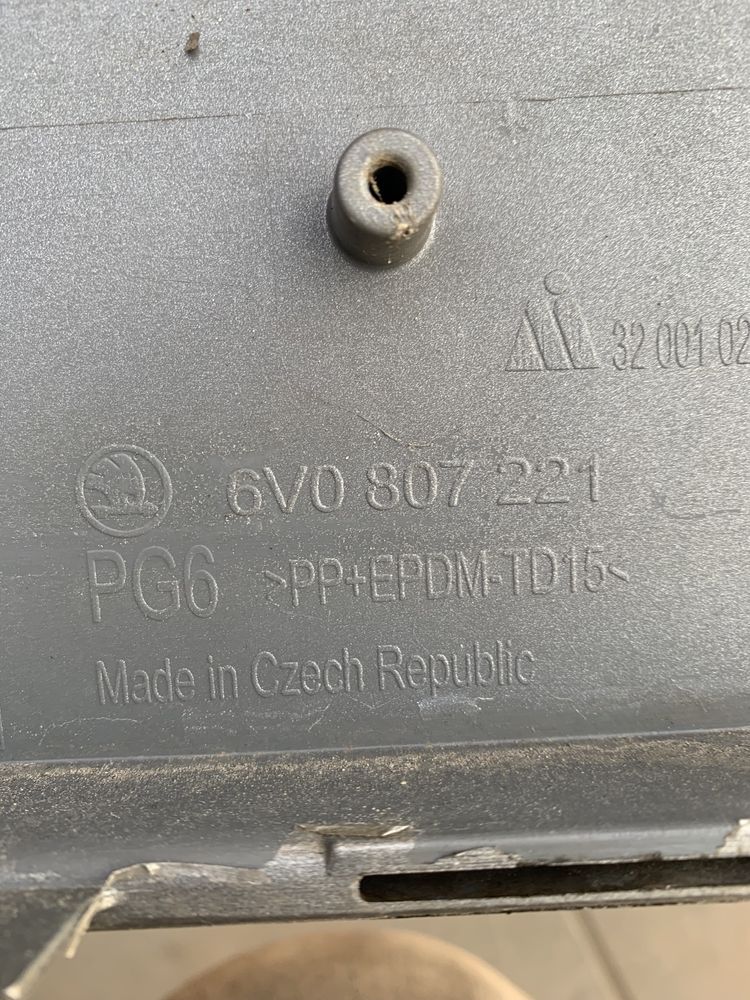 32 001 02
6V0 807 221
PG6 >PP+EPDM-TD15<
Made in Czech Republic